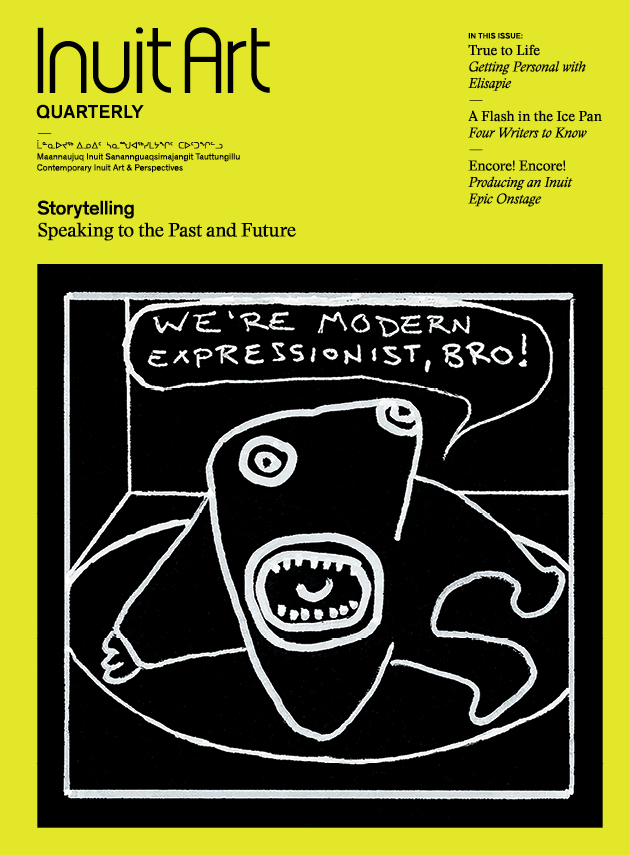 Inuit Art
QUARTERLY
ᒫᓐᓇᐅᔪᖅ ᐃᓄᐃᑦ ᓴᓇᙳᐊᖅᓯᒪᔭᖏᑦ ᑕᐅᑐᖏᓪᓗ
Maannaujuq Inuit Sanannguaqsimajangit Tauttungillu
Contemporary Inuit Art & Perspectives
Storytelling
Speaking to the Past and Future
IN THIS ISSUE:
True to Life
Getting Personal with
Elisapie
A Flash in the Ice Pan
Four Writers to Know
Encore! Encore!
Producing an Inuit
Epic Onstage
WE'RE MODERN
EXPRESSIONIST, BRO!